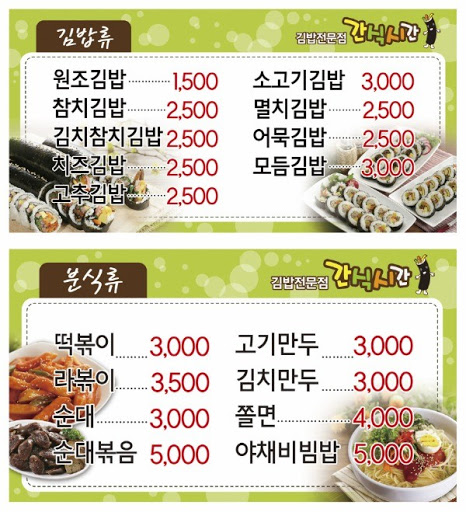 김밥류
김밥전문점 간식시간
원조김밥 1,500
참치김밥 2,500
김치참치김밥 2,500
치즈김밥 2,500
고추김밥 2,500
소고기김밥 3,000
멸치김밥 2,500
어묵김밥 2,500
모듬김밥 3,000
분식류
김밥전문점 간식시간
떡볶이 3,000
라볶이 3,500
순대 3,000
순대볶음 5,000
고기만두 3,000
김치만두 3,000
쫄면 4,000
야채비빔밥 5,000